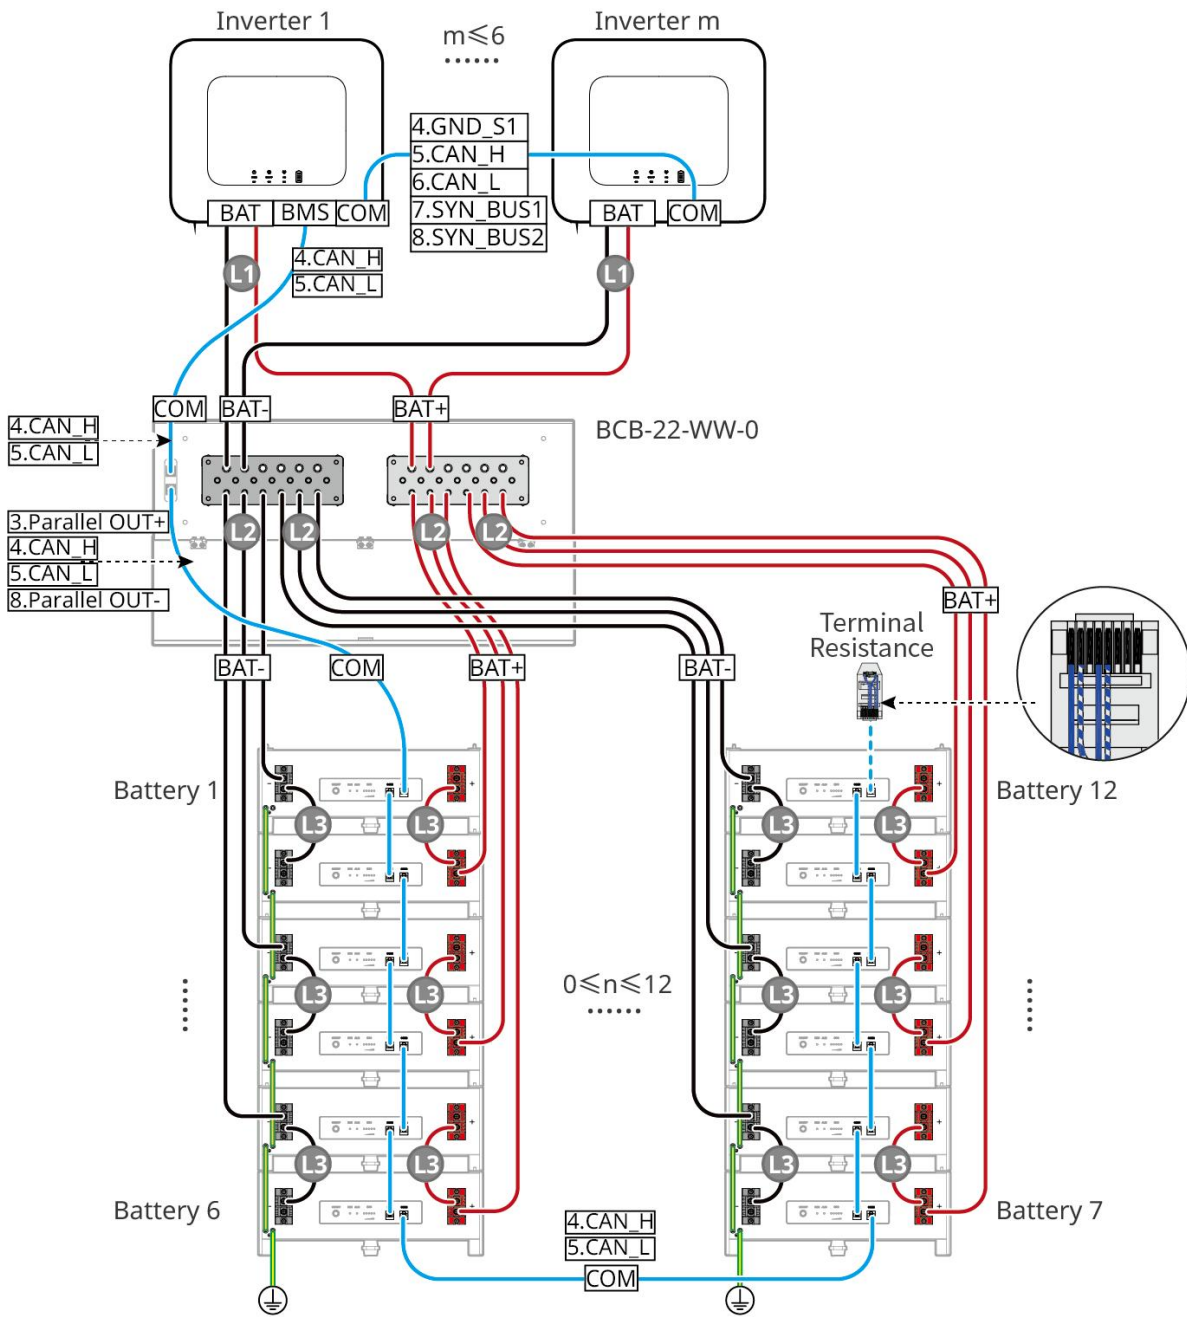 Inverter 1
m≤6
......
Inverter m
4.GND_S1
5.CAN_H
6.CAN_L
7.SYN_BUS1
8.SYN_BUS2
BAT
BMS
COM
BAT
COM
4.CAN_H
5.CAN_L
L1
L1
COM
BAT-
BAT+
BCB-22-WW-0
4.CAN_H
5.CAN_L
3.Parallel OUT+
4.CAN_H
5.CAN_L
8.Parallel OUT-
L2
L2
L2
L2
BAT+
Terminal
Resistance
BAT-
COM
BAT+
BAT-
Battery 1
Battery 12
L3
L3
L3
L3
0≤n≤12
......
L3
L3
L3
L3
L3
L3
L3
L3
Battery 6
Battery 7
4.CAN_H
5.CAN_L
COM